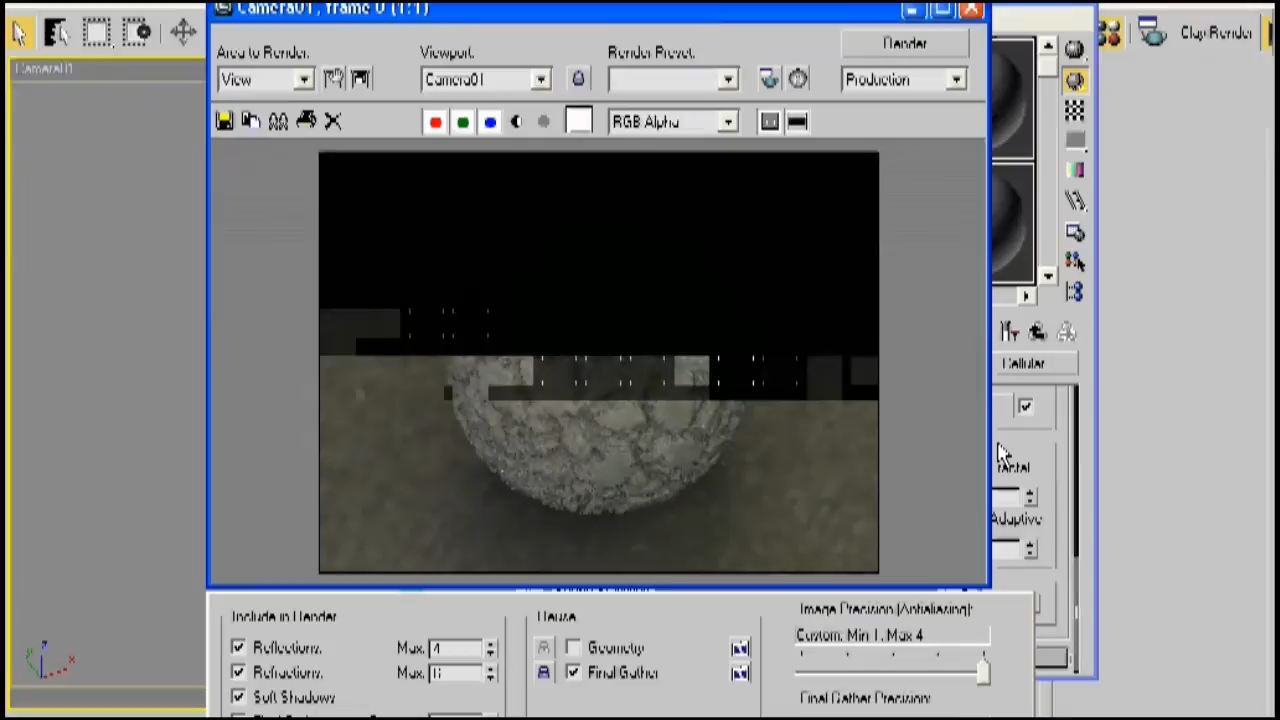 Camera01, frame 0 (1:1)
Clay Render
Camera01
Area to Render:
Viewport:
Render Preset:
Render
View
Camera01
Production
RGB Alpha
Cellular
Adaptive
Include in Render
Reuse
Image Precision (Antialiasing):
Custom: Min 1, Max 4
Reflections
Max. 4
Geometry
Refractions
Max.
Final Gather
Soft Shadows
Final Gather Precision:
x
y
z